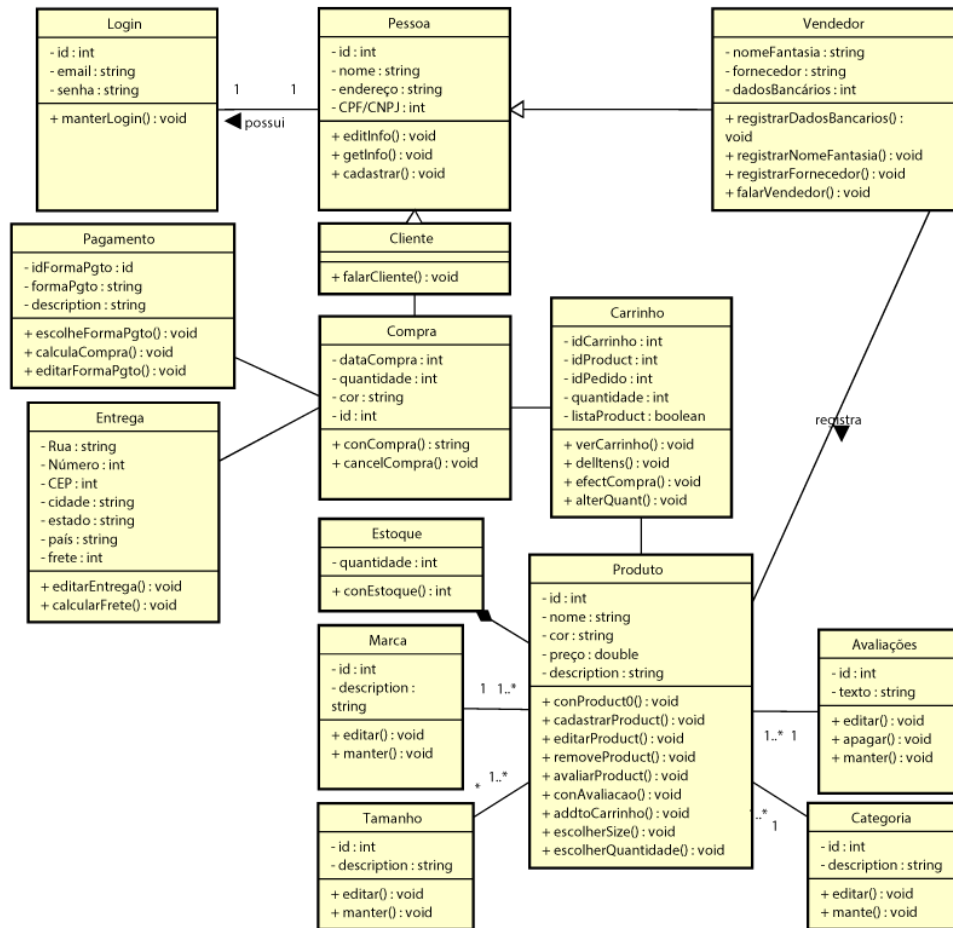 Login
- id : int
- email : string
- senha : string
+ manterLogin() : void
1
1
possui
Pessoa
- id : int
- nome : string
- endereço : string
- CPF/CNPJ : int
+ editInfo() : void
+ getInfo() : void
+ cadastrar() : void
Vendedor
- nomeFantasia : string
- fornecedor : string
- dadosBancários : int
+ registrarDadosBancarios() :
void
+ registrarNomeFantasia() : void
+ registrarFornecedor() : void
+ falarVendedor() : void
Pagamento
- idFormaPgto : id
- formaPgto : string
- description : string
+ escolheFormaPgto() : void
+ calculaCompra() : void
+ editarFormaPgto() : void
Cliente
+ falarCliente() : void
Compra
- dataCompra : int
- quantidade : int
- cor : string
- id : int
+ conCompra() : string
+ cancelCompra() : void
Carrinho
- idCarrinho : int
- idProduct : int
- idPedido : int
- quantidade : int
- listaProduct : boolean
+ verCarrinho() : void
+ delItens() : void
+ efectCompra() : void
+ alterQuant() : void
registra
Entrega
- Rua : string
- Número : int
- CEP : int
- cidade : string
- estado : string
- país : string
- frete : int
+ editarEntrega() : void
+ calcularFrete() : void
Estoque
- quantidade : int
+ conEstoque() : int
Produto
- id : int
- nome : string
- cor : string
- preço : double
- description : string
+ conProduct0() : void
+ cadastrarProduct() : void
+ editarProduct() : void
+ removeProduct() : void
+ avaliarProduct() : void
+ conAvaliacao() : void
+ addtoCarrinho() : void
+ escolherSize() : void
+ escolherQuantidade() : void
Marca
- id : int
- description :
string
+ editar() : void
+ manter() : void
1 1..*
Avaliações
- id : int
- texto : string
+ editar() : void
+ apagar() : void
+ manter() : void
1..* 1
* 1..*
Tamanho
- id : int
- description : string
+ editar() : void
+ manter() : void
1..*
1
Categoria
- id : int
- description : string
+ editar() : void
+ mante() : void